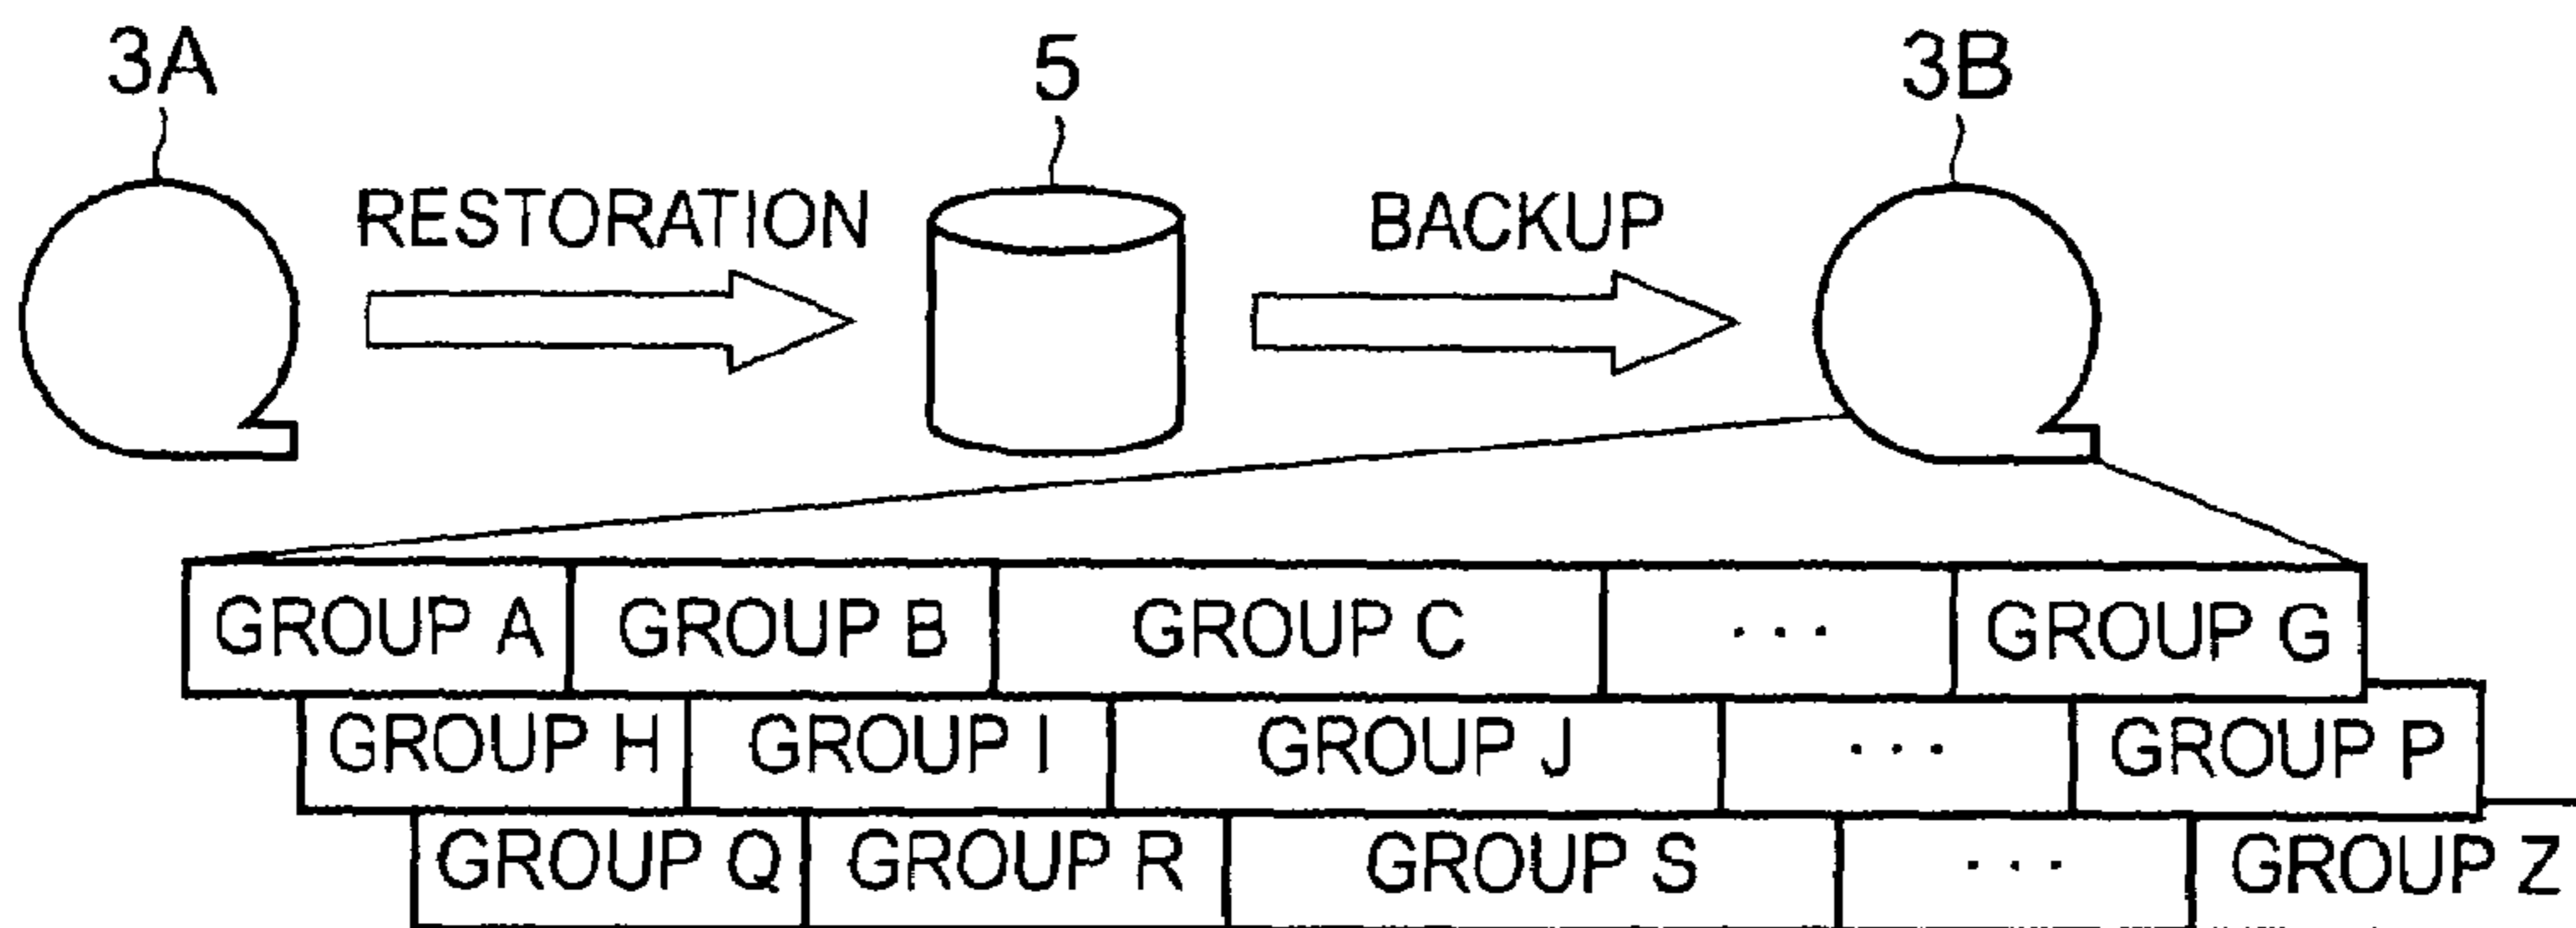 3A 5 3B
RESTORATION BACKUP
GROUP A GROUP B GROUP C ... GROUP G
GROUP H GROUP I GROUP J ... GROUP P
GROUP Q GROUP R GROUP S ... GROUP Z